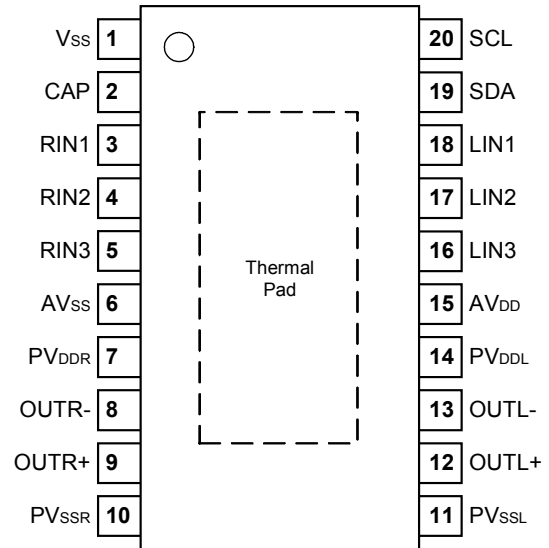 VSS 1
CAP 2
RIN1 3
RIN2 4
RIN3 5
AVSS 6
PVDDR 7
OUTR- 8
OUTR+ 9
PVSSR 10
Thermal
Pad
20 SCL
19 SDA
18 LIN1
17 LIN2
16 LIN3
15 AVDD
14 PVDDL
13 OUTL-
12 OUTL+
11 PVSSL